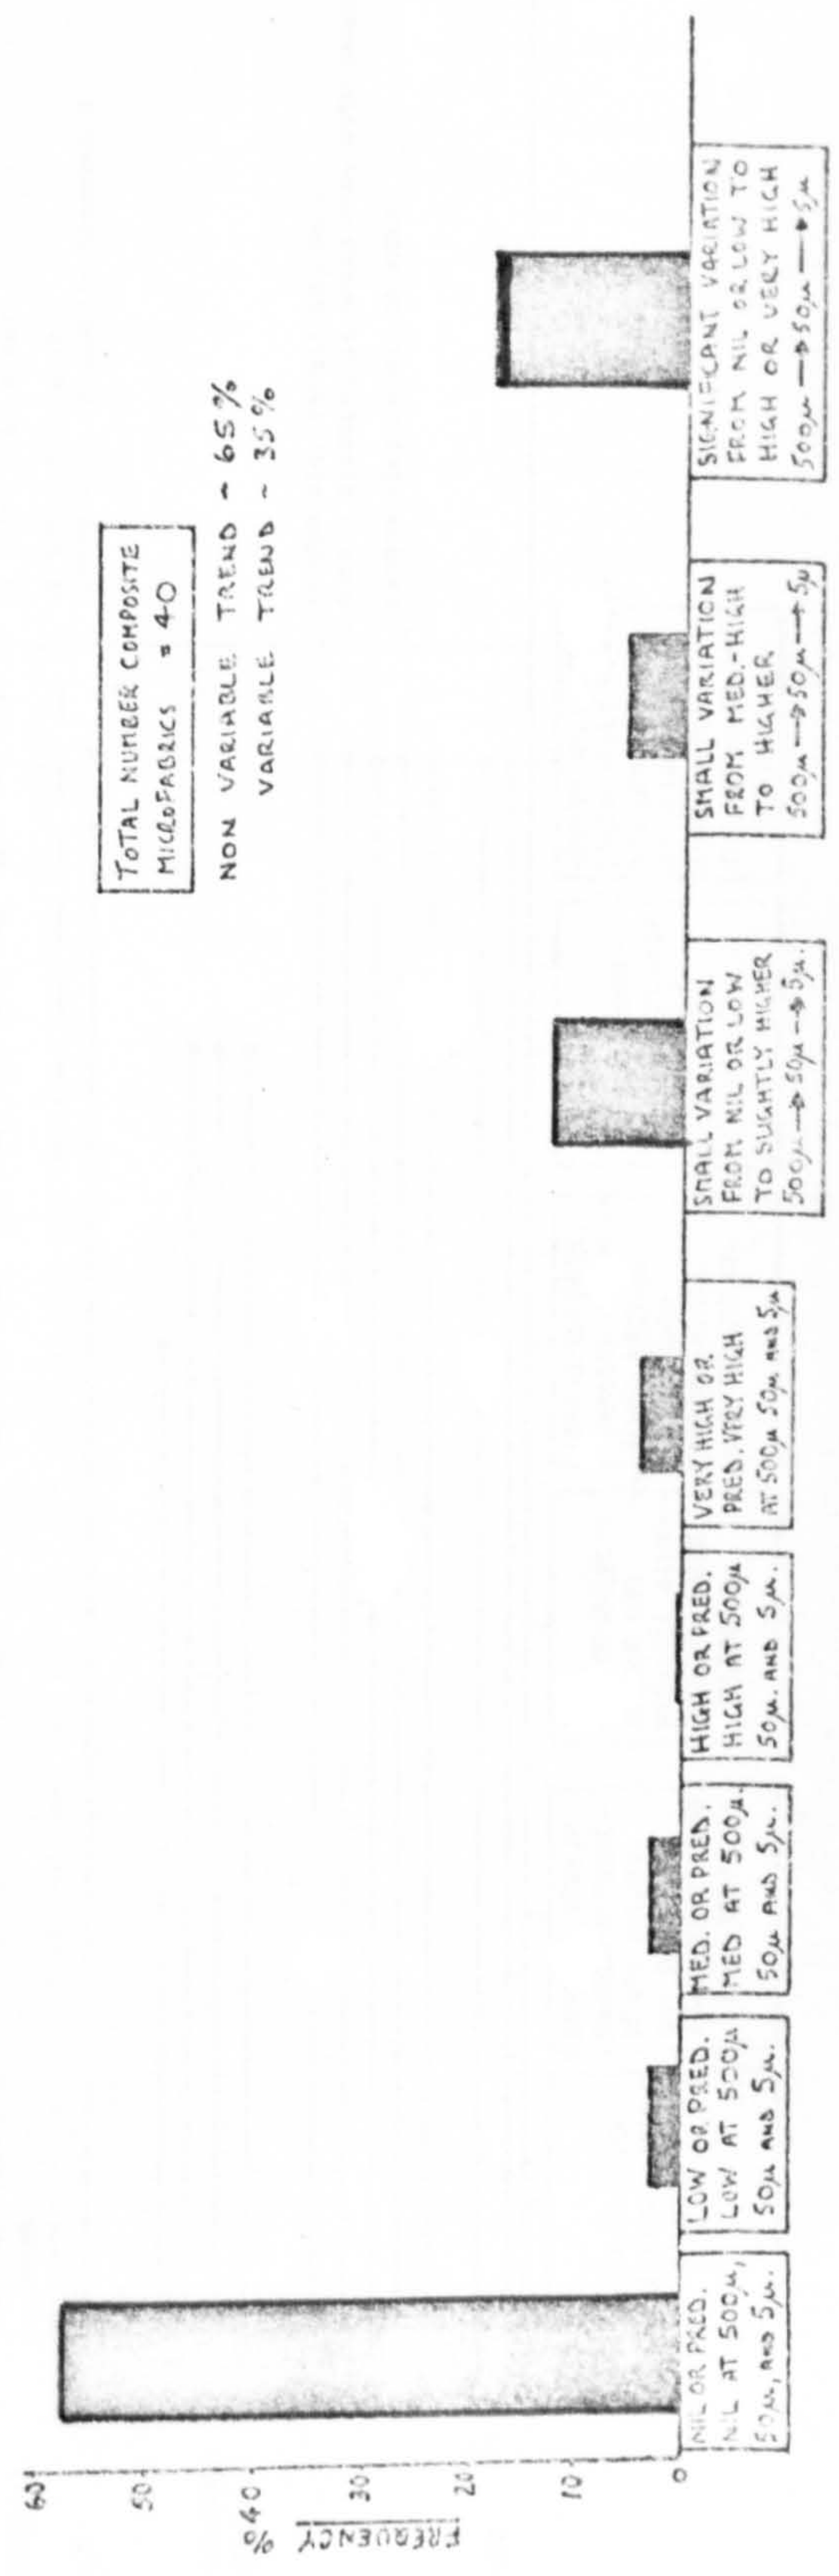 TOTAL NUMBER COMPOSITE
MICROFABRICS = 40
NON VARIABLE TREND ~ 65%
VARIABLE TREND ~ 35%
FREQUENCY %
60
50
40
30
20
10
0
NIL OR PRED.
NIL AT 500µ,
50µ, AND 5µ.
LOW OR PRED.
LOW AT 500µ
50µ AND 5µ.
MED. OR PRED.
MED AT 500µ.
50µ AND 5µ.
HIGH OR PRED.
HIGH AT 500µ
50µ. AND 5µ.
VERY HIGH OR
PRED. VERY HIGH
AT 500µ 50µ AND 5µ
SMALL VARIATION
FROM NIL OR LOW
TO SLIGHTLY HIGHER
500µ → 50µ → 5µ.
SMALL VARIATION
FROM MED.-HIGH
TO HIGHER
500µ → 50µ → 5µ
SIGNIFCANT VARIATION
FROM NIL OR LOW TO
HIGH OR VERY HIGH
500µ → 50µ → 5µ